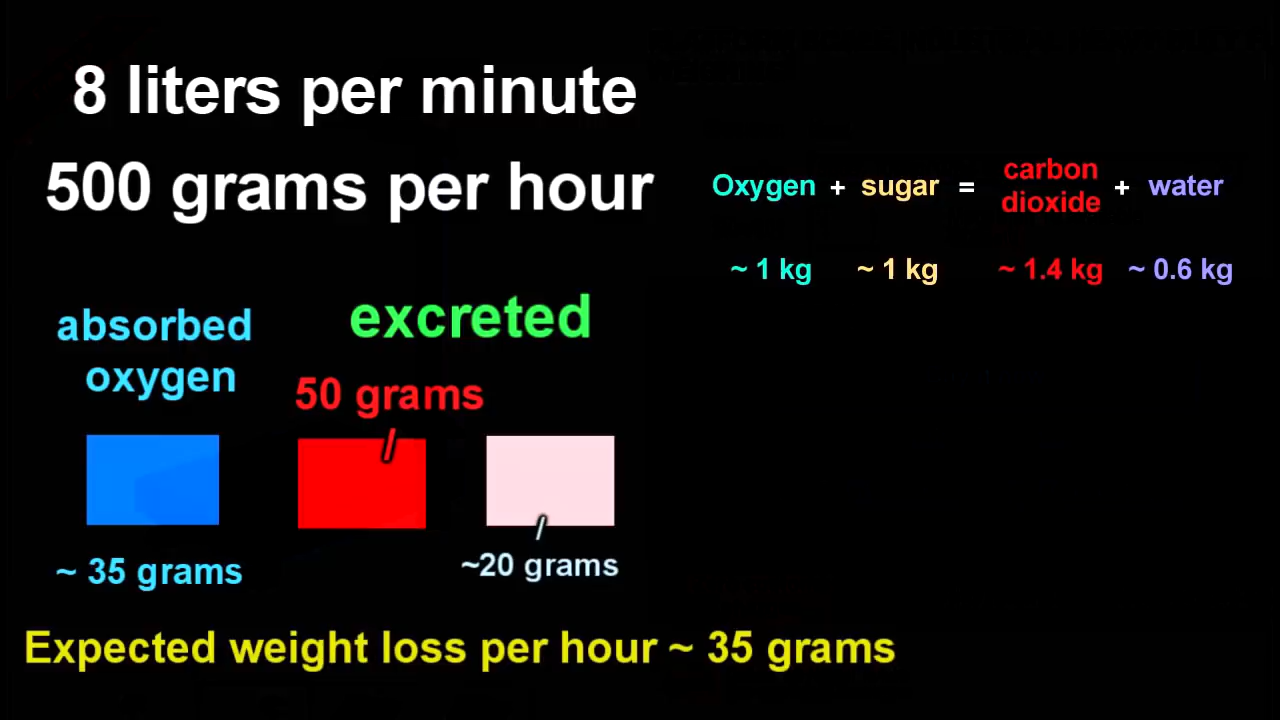 8 liters per minute
500 grams per hour
Oxygen + sugar = carbon dioxide + water
~ 1 kg ~ 1 kg ~ 1.4 kg ~ 0.6 kg
absorbed
oxygen
excreted
50 grams
~ 35 grams
~20 grams
Expected weight loss per hour ~ 35 grams